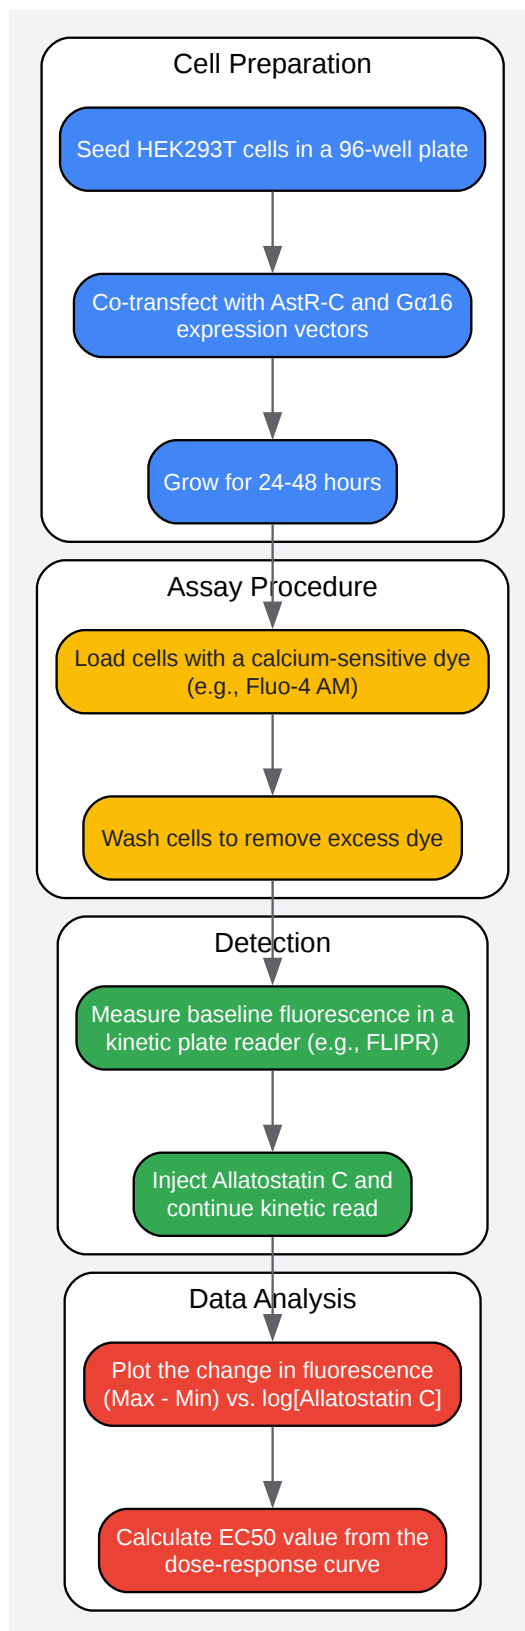 Cell Preparation
Seed HEK293T cells in a 96-well plate
Co-transfect with AstR-C and Gα16
expression vectors
Grow for 24-48 hours
Assay Procedure
Load cells with a calcium-sensitive dye
(e.g., Fluo-4 AM)
Wash cells to remove excess dye
Detection
Measure baseline fluorescence in a
kinetic plate reader (e.g., FLIPR)
Inject Allatostatin C and
continue kinetic read
Data Analysis
Plot the change in fluorescence
(Max - Min) vs. log[Allatostatin C]
Calculate EC50 value from the
dose-response curve